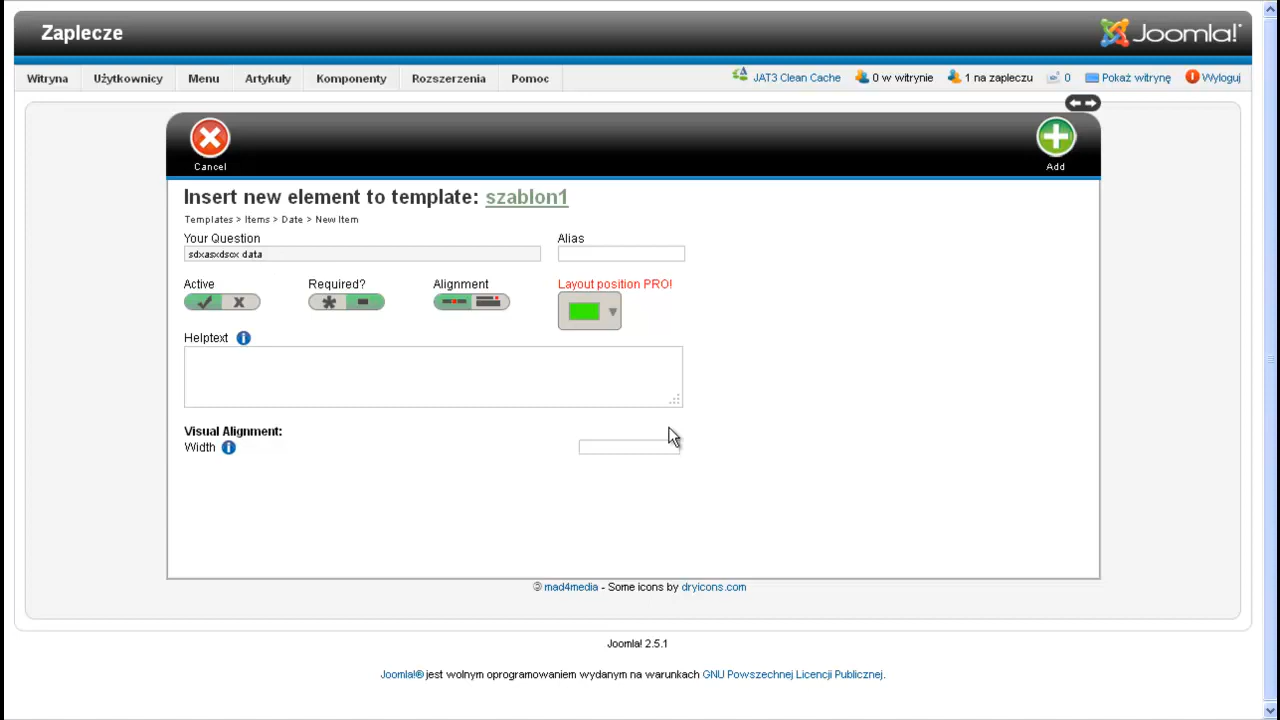 Zaplecze
Joomla!
Witryna Użytkownicy Menu Artykuły Komponenty Rozszerzenia Pomoc JAT3 Clean Cache 0 w witrynie 1 na zapleczu 0 Pokaż witrynę Wyloguj
Cancel Add
Insert new element to template: szablon1
Templates > Items > Date > New Item
Your Question Alias
sdxasxdscx data
Active Required? Alignment Layout position PRO!
Helptext
Visual Alignment:
Width
© mad4media - Some icons by dryicons.com
Joomla! 2.5.1
Joomla!® jest wolnym oprogramowaniem wydanym na warunkach GNU Powszechnej Licencji Publicznej.